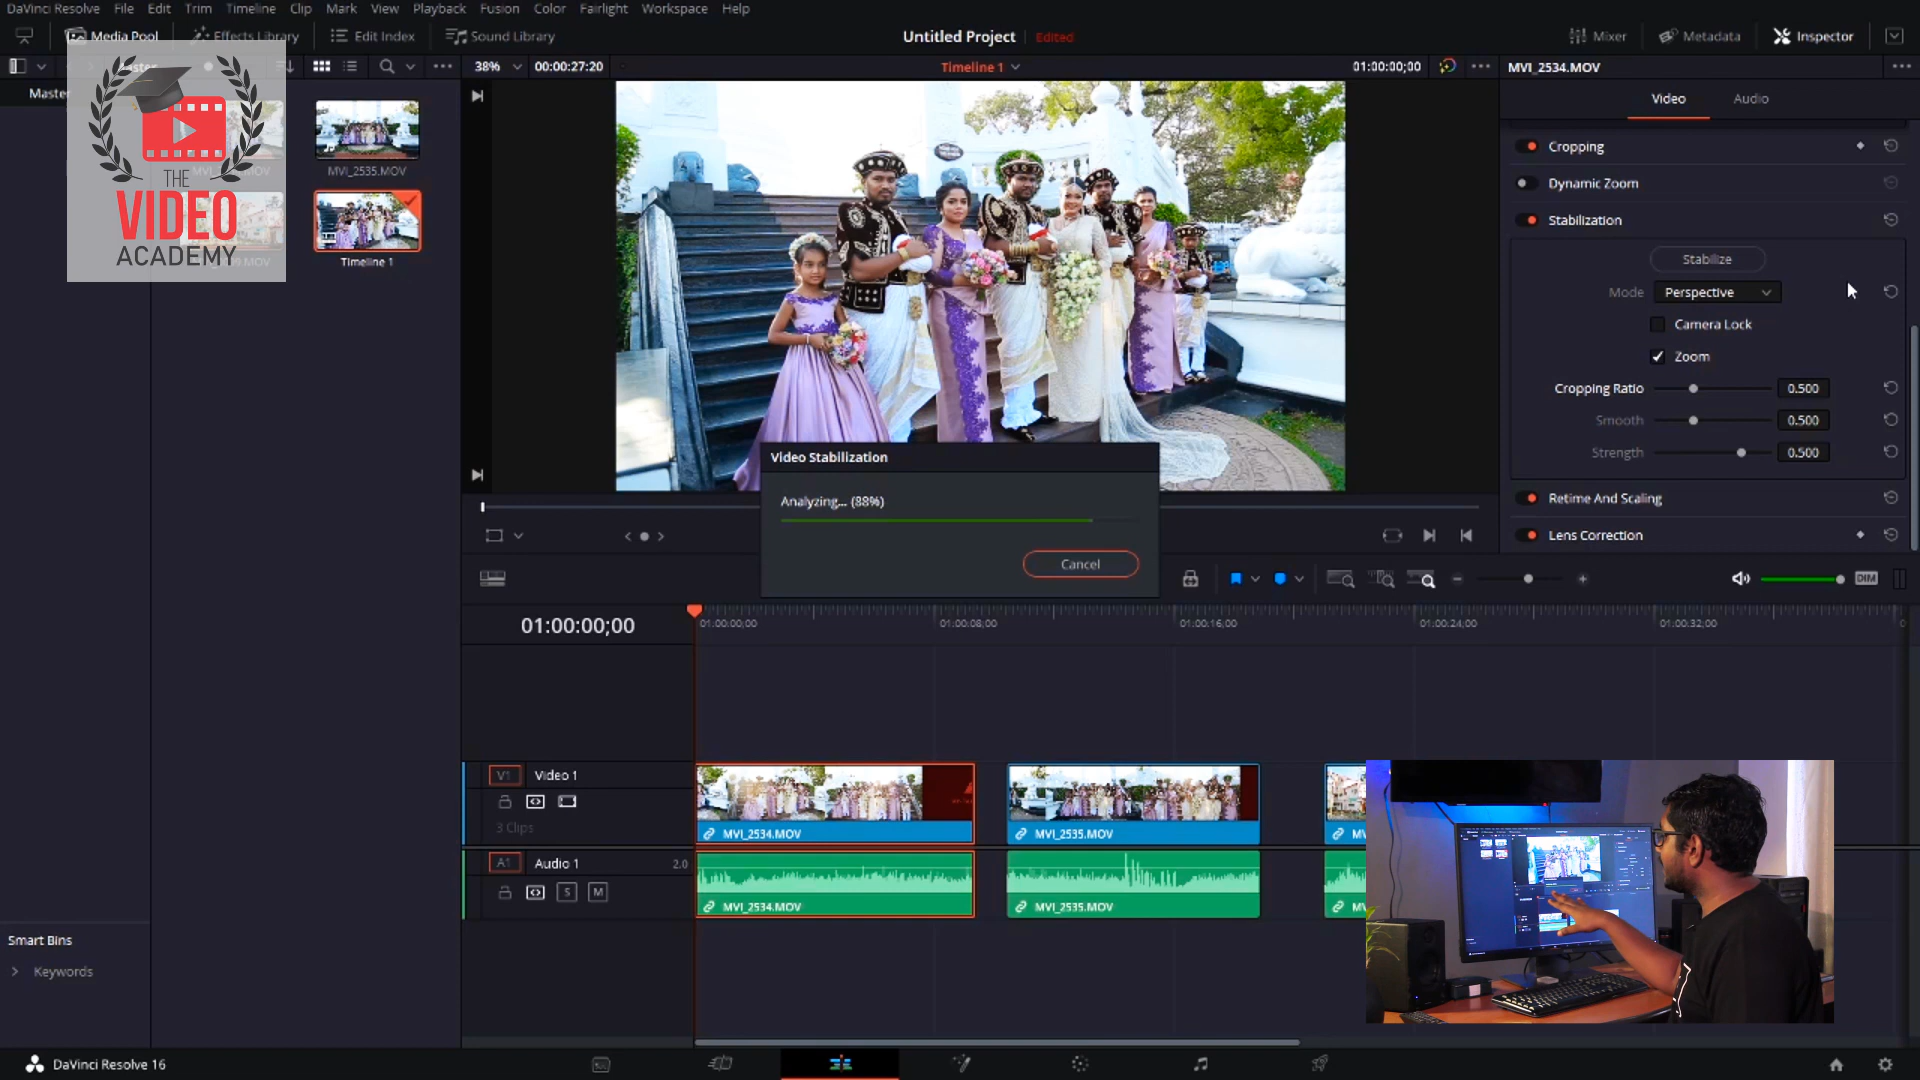 DaVinci Resolve File Edit Trim Timeline Clip Mark View Playback Fusion Color Fairlight Workspace Help
Media Pool Effects Library Edit Index Sound Library Untitled Project Edited Mixer Metadata Inspector
Master 38% 00:00:27:20 Timeline 1 01:00:00;00 MVI_2534.MOV
Master
Video Audio
THE
VIDEO
ACADEMY
MVI_2535.MOV
Timeline 1
Cropping
Dynamic Zoom
Stabilization
Stabilize
Mode Perspective
Camera Lock
Zoom
Cropping Ratio 0.500
Smooth 0.500
Strength 0.500
Retime And Scaling
Lens Correction
Video Stabilization
Analyzing... (88%)
Cancel
DIM
01:00:00;00
01:00:00;00 01:00:08;00 01:00:16;00 01:00:24;00 01:00:32;00
V1 Video 1
3 Clips
MVI_2534.MOV MVI_2535.MOV
A1 Audio 1 2.0
S M
MVI_2534.MOV MVI_2535.MOV
Smart Bins
Keywords
DaVinci Resolve 16